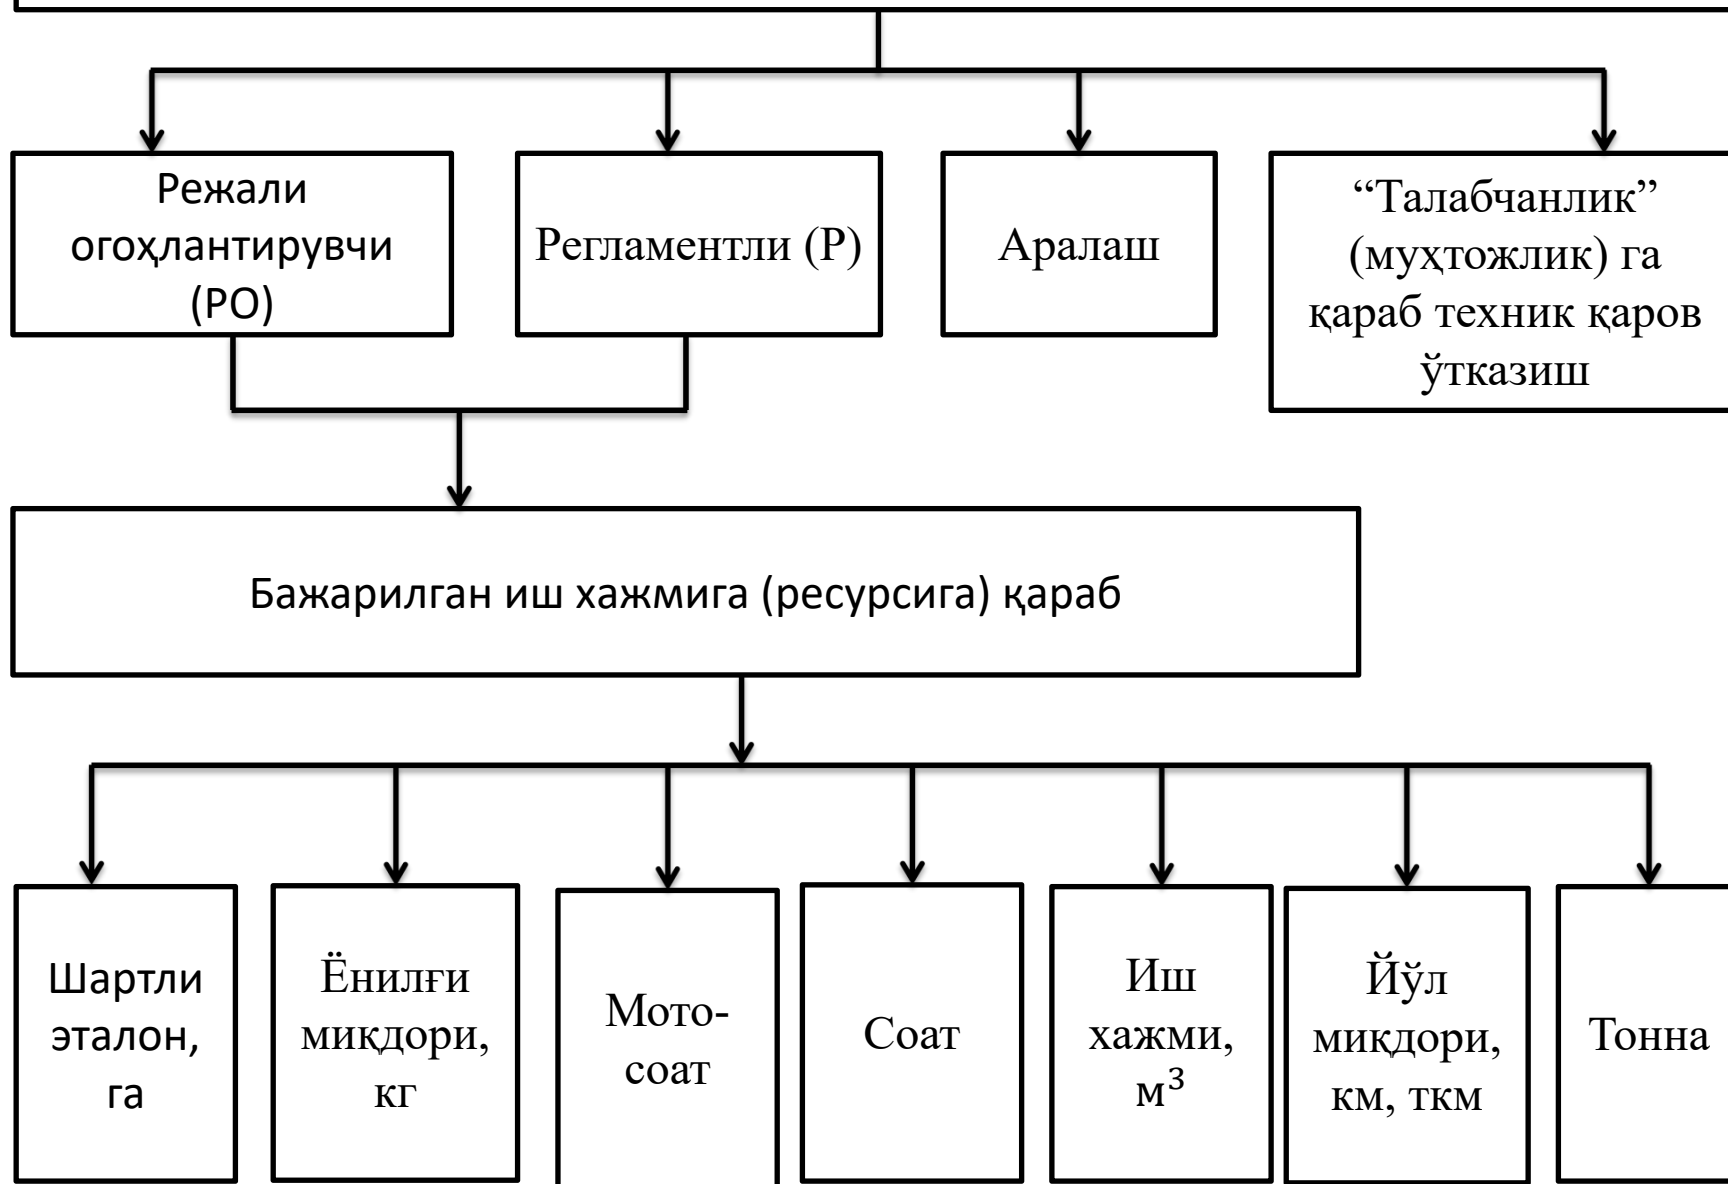 Режали
огоҳлантирувчи
(РО)
Регламентли (Р)
Аралаш
“Талабчанлик”
(муҳтожлик) га
қараб техник қаров
ўтказиш
Бажарилган иш хажмига (ресурсига) қараб
Шартли
эталон,
га
Ёнилғи
миқдори,
кг
Мото-
соат
Соат
Иш
хажми,
м³
Йўл
миқдори,
км, ткм
Тонна